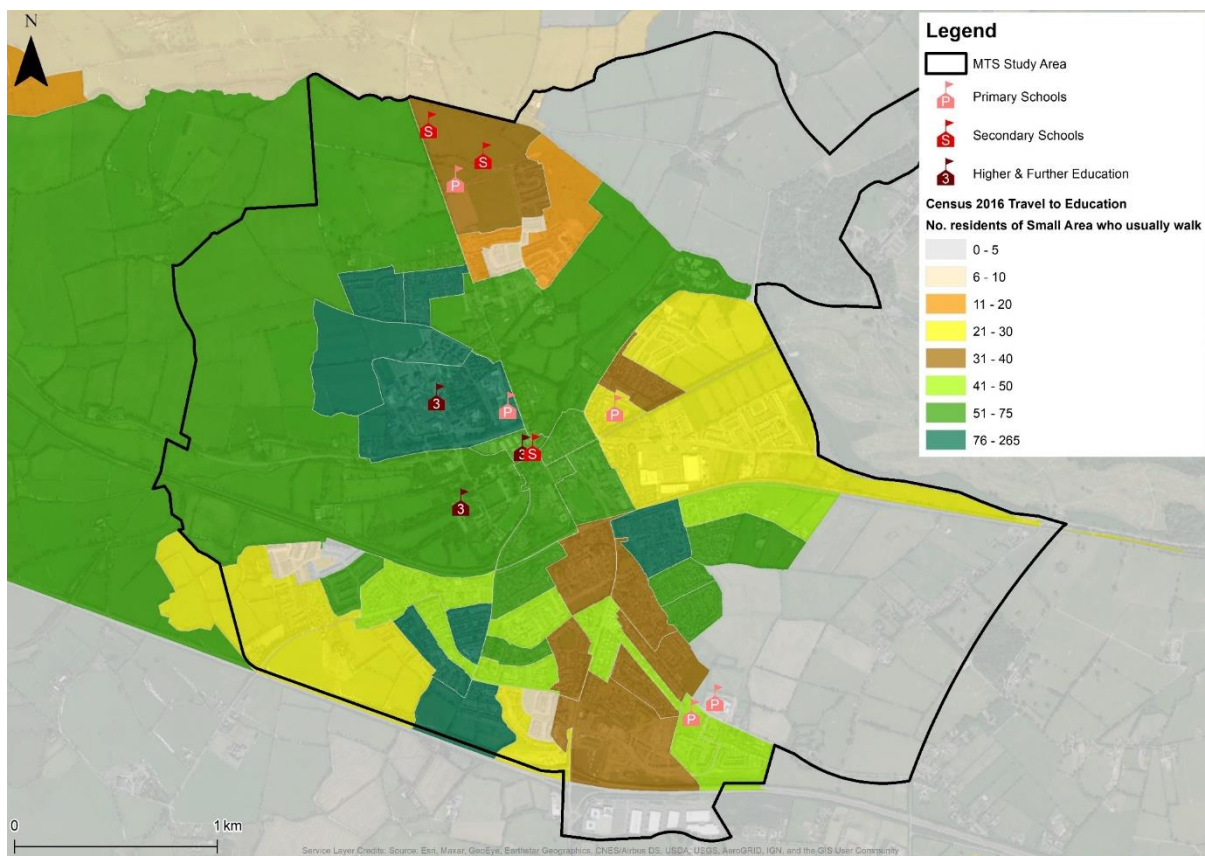 N
Legend
MTS Study Area
P Primary Schools
S Secondary Schools
3 Higher & Further Education
Census 2016 Travel to Education
No. residents of Small Area who usually walk
0 - 5
6 - 10
11 - 20
21 - 30
31 - 40
41 - 50
51 - 75
76 - 265
S
S
P
3
P
P
3 S
3
P
P
0 1 km
Service Layer Credits: Source: Esri, Maxar, GeoEye, Earthstar Geographics, CNES/Airbus DS, USDA, USGS, AeroGRID, IGN, and the GIS User Community